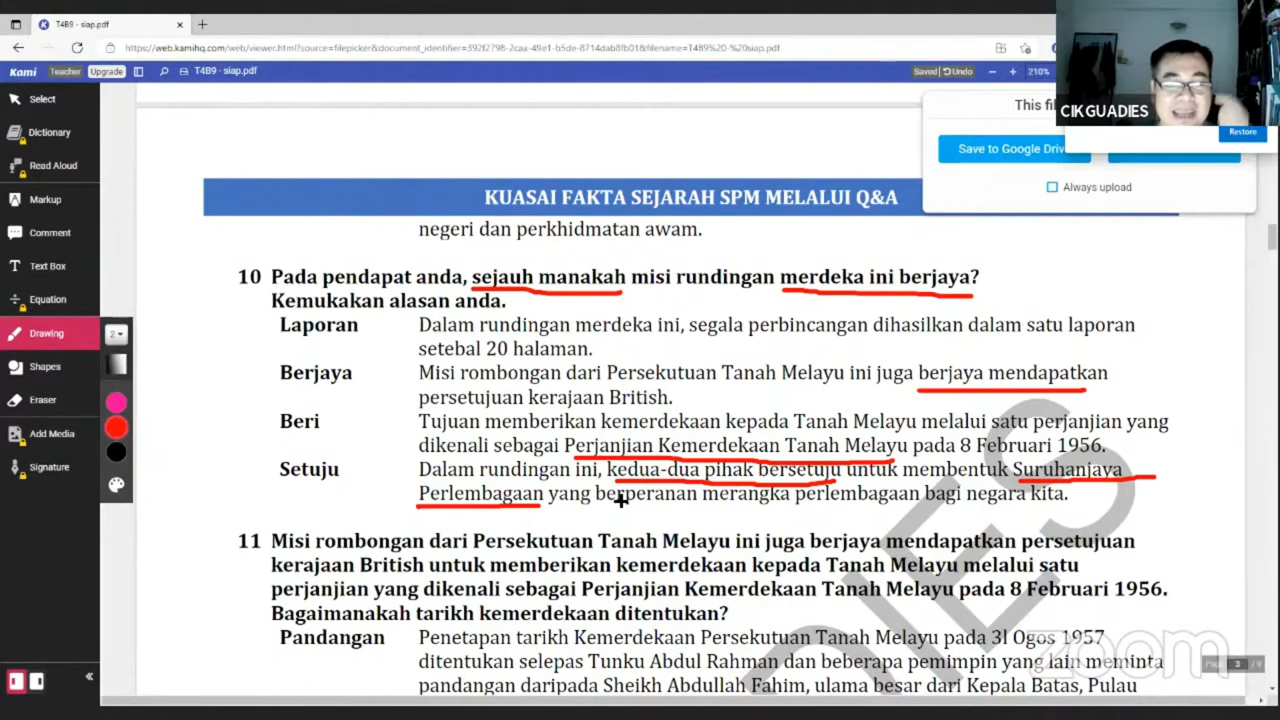 T4B9 - siap.pdf
https://web.kamihq.com/web/viewer.html?source=filepicker&document_identifier=392f2798-2caa-49e1-b5de-8714dab8fb01&filename=T4B9%20-%20siap.pdf
Kami Teacher Upgrade T4B9 - siap.pdf Saved Undo 210%
Select
Dictionary
Read Aloud
Markup
Comment
Text Box
Equation
Drawing
2
Shapes
Eraser
Add Media
Signature
This fil
Save to Google Driv
Always upload
CIKGUADIES
Restore
KUASAI FAKTA SEJARAH SPM MELALUI Q&A
negeri dan perkhidmatan awam.
10 Pada pendapat anda, sejauh manakah misi rundingan merdeka ini berjaya?
Kemukakan alasan anda.
Laporan Dalam rundingan merdeka ini, segala perbincangan dihasilkan dalam satu laporan
setebal 20 halaman.
Berjaya Misi rombongan dari Persekutuan Tanah Melayu ini juga berjaya mendapatkan
persetujuan kerajaan British.
Beri Tujuan memberikan kemerdekaan kepada Tanah Melayu melalui satu perjanjian yang
dikenali sebagai Perjanjian Kemerdekaan Tanah Melayu pada 8 Februari 1956.
Setuju Dalam rundingan ini, kedua-dua pihak bersetuju untuk membentuk Suruhanjaya
Perlembagaan yang berperanan merangka perlembagaan bagi negara kita.
11 Misi rombongan dari Persekutuan Tanah Melayu ini juga berjaya mendapatkan persetujuan
kerajaan British untuk memberikan kemerdekaan kepada Tanah Melayu melalui satu
perjanjian yang dikenali sebagai Perjanjian Kemerdekaan Tanah Melayu pada 8 Februari 1956.
Bagaimanakah tarikh kemerdekaan ditentukan?
Pandangan Penetapan tarikh Kemerdekaan Persekutuan Tanah Melayu pada 3l Ogos 1957
ditentukan selepas Tunku Abdul Rahman dan beberapa pemimpin yang lain meminta
pandangan daripada Sheikh Abdullah Fahim, ulama besar dari Kepala Batas, Pulau
nDIES
zoom
Page 3 / 9